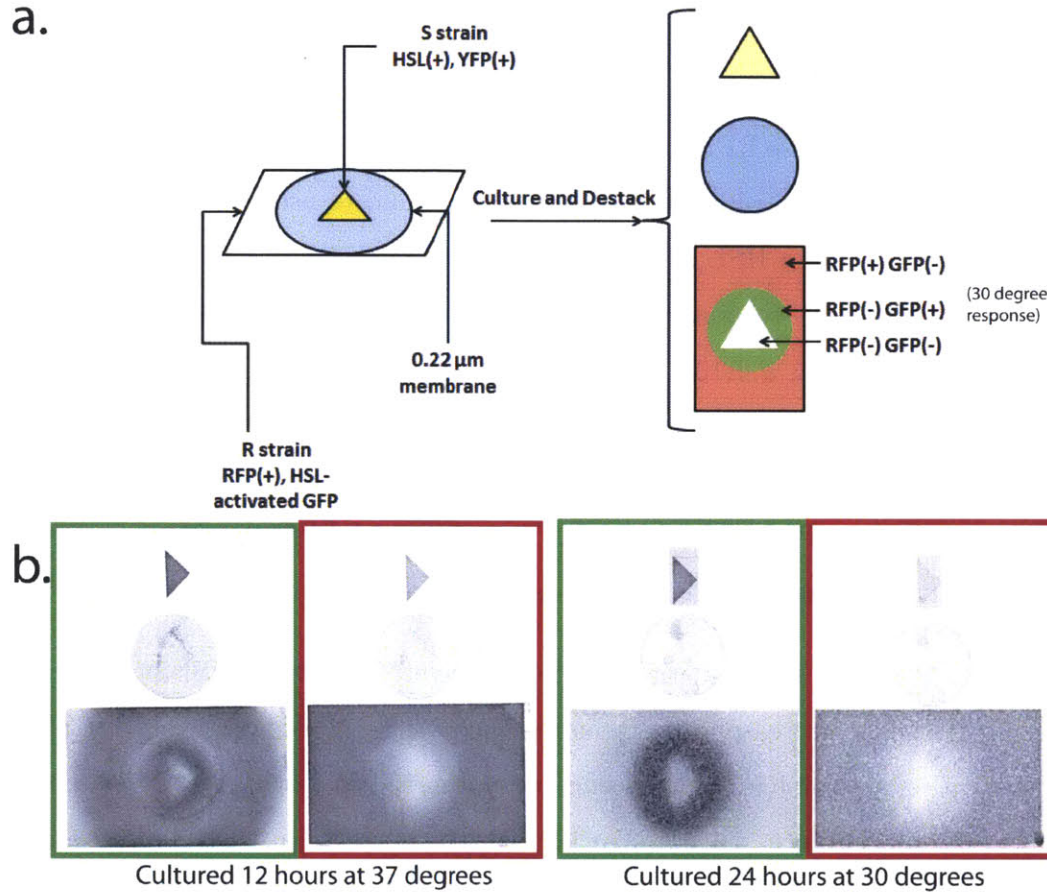 a.
S strain
HSL(+), YFP(+)
Culture and Destack
RFP(+) GFP(-)
RFP(-) GFP(+)
(30 degree
response)
RFP(-) GFP(-)
0.22 µm
membrane
R strain
RFP(+), HSL-
activated GFP
b.
Cultured 12 hours at 37 degrees
Cultured 24 hours at 30 degrees